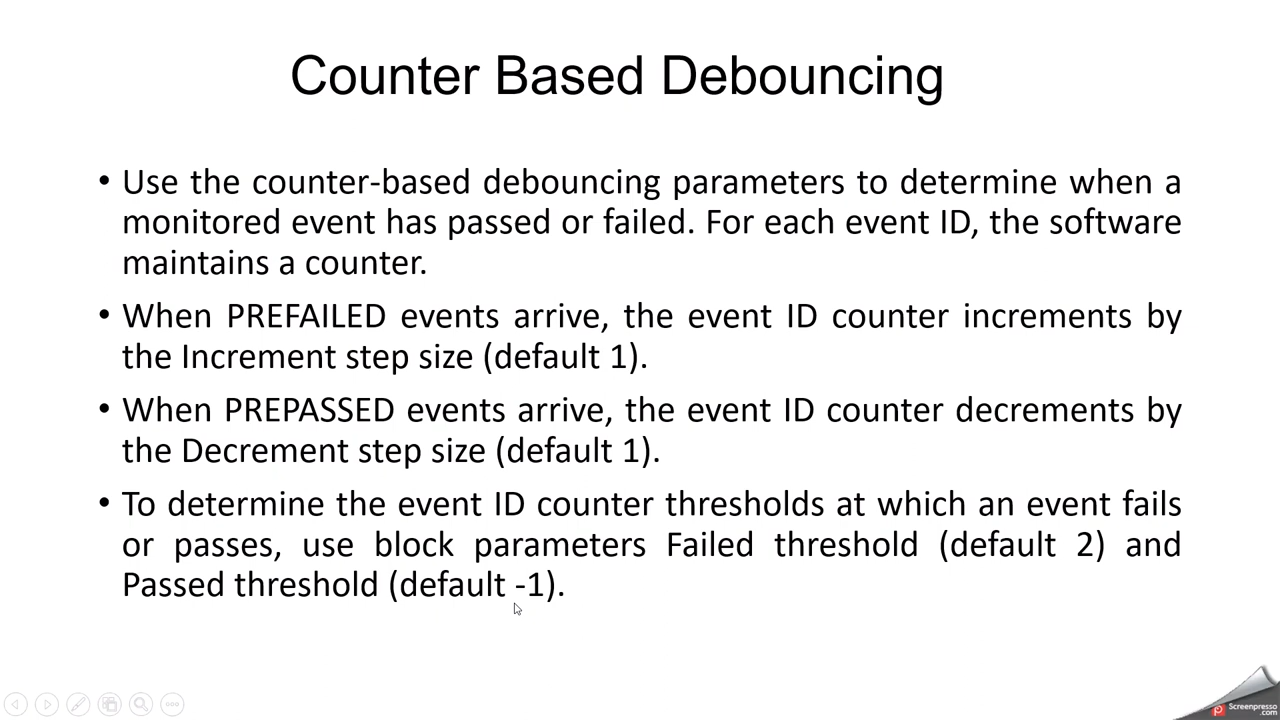 Counter Based Debouncing
• Use the counter-based debouncing parameters to determine when a
monitored event has passed or failed. For each event ID, the software
maintains a counter.
• When PREFAILED events arrive, the event ID counter increments by
the Increment step size (default 1).
• When PREPASSED events arrive, the event ID counter decrements by
the Decrement step size (default 1).
• To determine the event ID counter thresholds at which an event fails
or passes, use block parameters Failed threshold (default 2) and
Passed threshold (default -1).
Screenpresso
.com